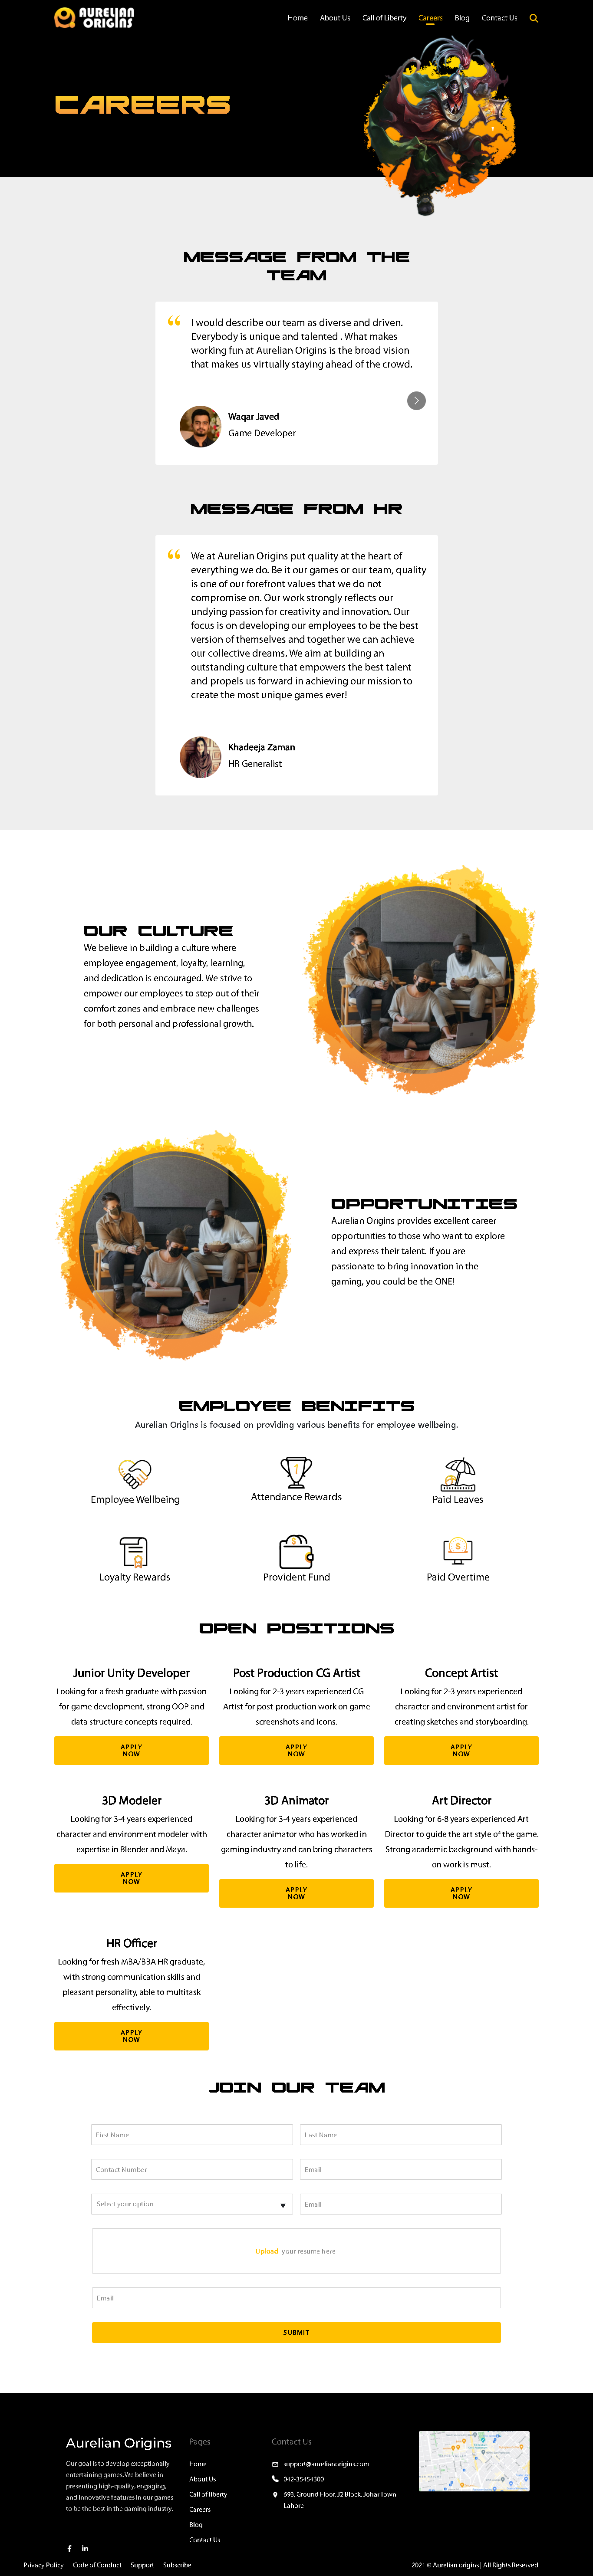 AURELIAN
ORIGINS
Home About Us Call of Liberty Careers Blog Contact Us
CAREERS
MESSAGE FROM THE
TEAM
I would describe our team as diverse and driven.
Everybody is unique and talented . What makes
working fun at Aurelian Origins is the broad vision
that makes us virtually staying ahead of the crowd.
Waqar Javed
Game Developer
MESSAGE FROM HR
We at Aurelian Origins put quality at the heart of
everything we do. Be it our games or our team, quality
is one of our forefront values that we do not
compromise on. Our work strongly reflects our
undying passion for creativity and innovation. Our
focus is on developing our employees to be the best
version of themselves and together we can achieve
our collective dreams. We aim at building an
outstanding culture that empowers the best talent
and propels us forward in achieving our mission to
create the most unique games ever!
Khadeeja Zaman
HR Generalist
OUR CULTURE
We believe in building a culture where
employee engagement, loyalty, learning,
and dedication is encouraged. We strive to
empower our employees to step out of their
comfort zones and embrace new challenges
for both personal and professional growth.
OPPORTUNITIES
Aurelian Origins provides excellent career
opportunities to those who want to explore
and express their talent. If you are
passionate to bring innovation in the
gaming, you could be the ONE!
EMPLOYEE BENIFITS
Aurelian Origins is focused on providing various benefits for employee wellbeing.
Employee Wellbeing
Attendance Rewards
Paid Leaves
Loyalty Rewards
Provident Fund
Paid Overtime
OPEN POSITIONS
Junior Unity Developer
Looking for a fresh graduate with passion
for game development, strong OOP and
data structure concepts required.
APPLY
NOW
Post Production CG Artist
Looking for 2-3 years experienced CG
Artist for post-production work on game
screenshots and icons.
APPLY
NOW
Concept Artist
Looking for 2-3 years experienced
character and environment artist for
creating sketches and storyboarding.
APPLY
NOW
3D Modeler
Looking for 3-4 years experienced
character and environment modeler with
expertise in Blender and Maya.
APPLY
NOW
3D Animator
Looking for 3-4 years experienced
character animator who has worked in
gaming industry and can bring characters
to life.
APPLY
NOW
Art Director
Looking for 6-8 years experienced Art
Director to guide the art style of the game.
Strong academic background with hands-
on work is must.
APPLY
NOW
HR Officer
Looking for fresh MBA/BBA HR graduate,
with strong communication skills and
pleasant personality, able to multitask
effectively.
APPLY
NOW
JOIN OUR TEAM
First Name
Last Name
Contact Number
Email
Select your option
Email
Upload your resume here
Email
SUBMIT
Aurelian Origins
Our goal is to develop exceptionally
entertaining games. We believe in
presenting high-quality, engaging,
and innovative features in our games
to be the best in the gaming industry.
Pages
Home
About Us
Call of liberty
Careers
Blog
Contact Us
Contact Us
support@aurelianorigins.com
042-35454300
693, Ground Floor, J2 Block, Johar Town
Lahore
Privacy Policy Code of Conduct Support Subscribe
2021 © Aurelian origins | All Rights Reserved